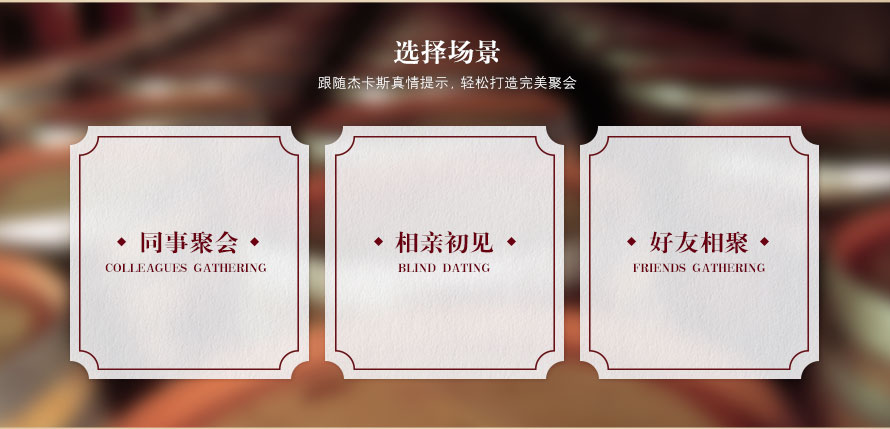 选择场景
跟随杰卡斯真情提示, 轻松打造完美聚会
同事聚会
COLLEAGUES GATHERING
相亲初见
BLIND DATING
好友相聚
FRIENDS GATHERING